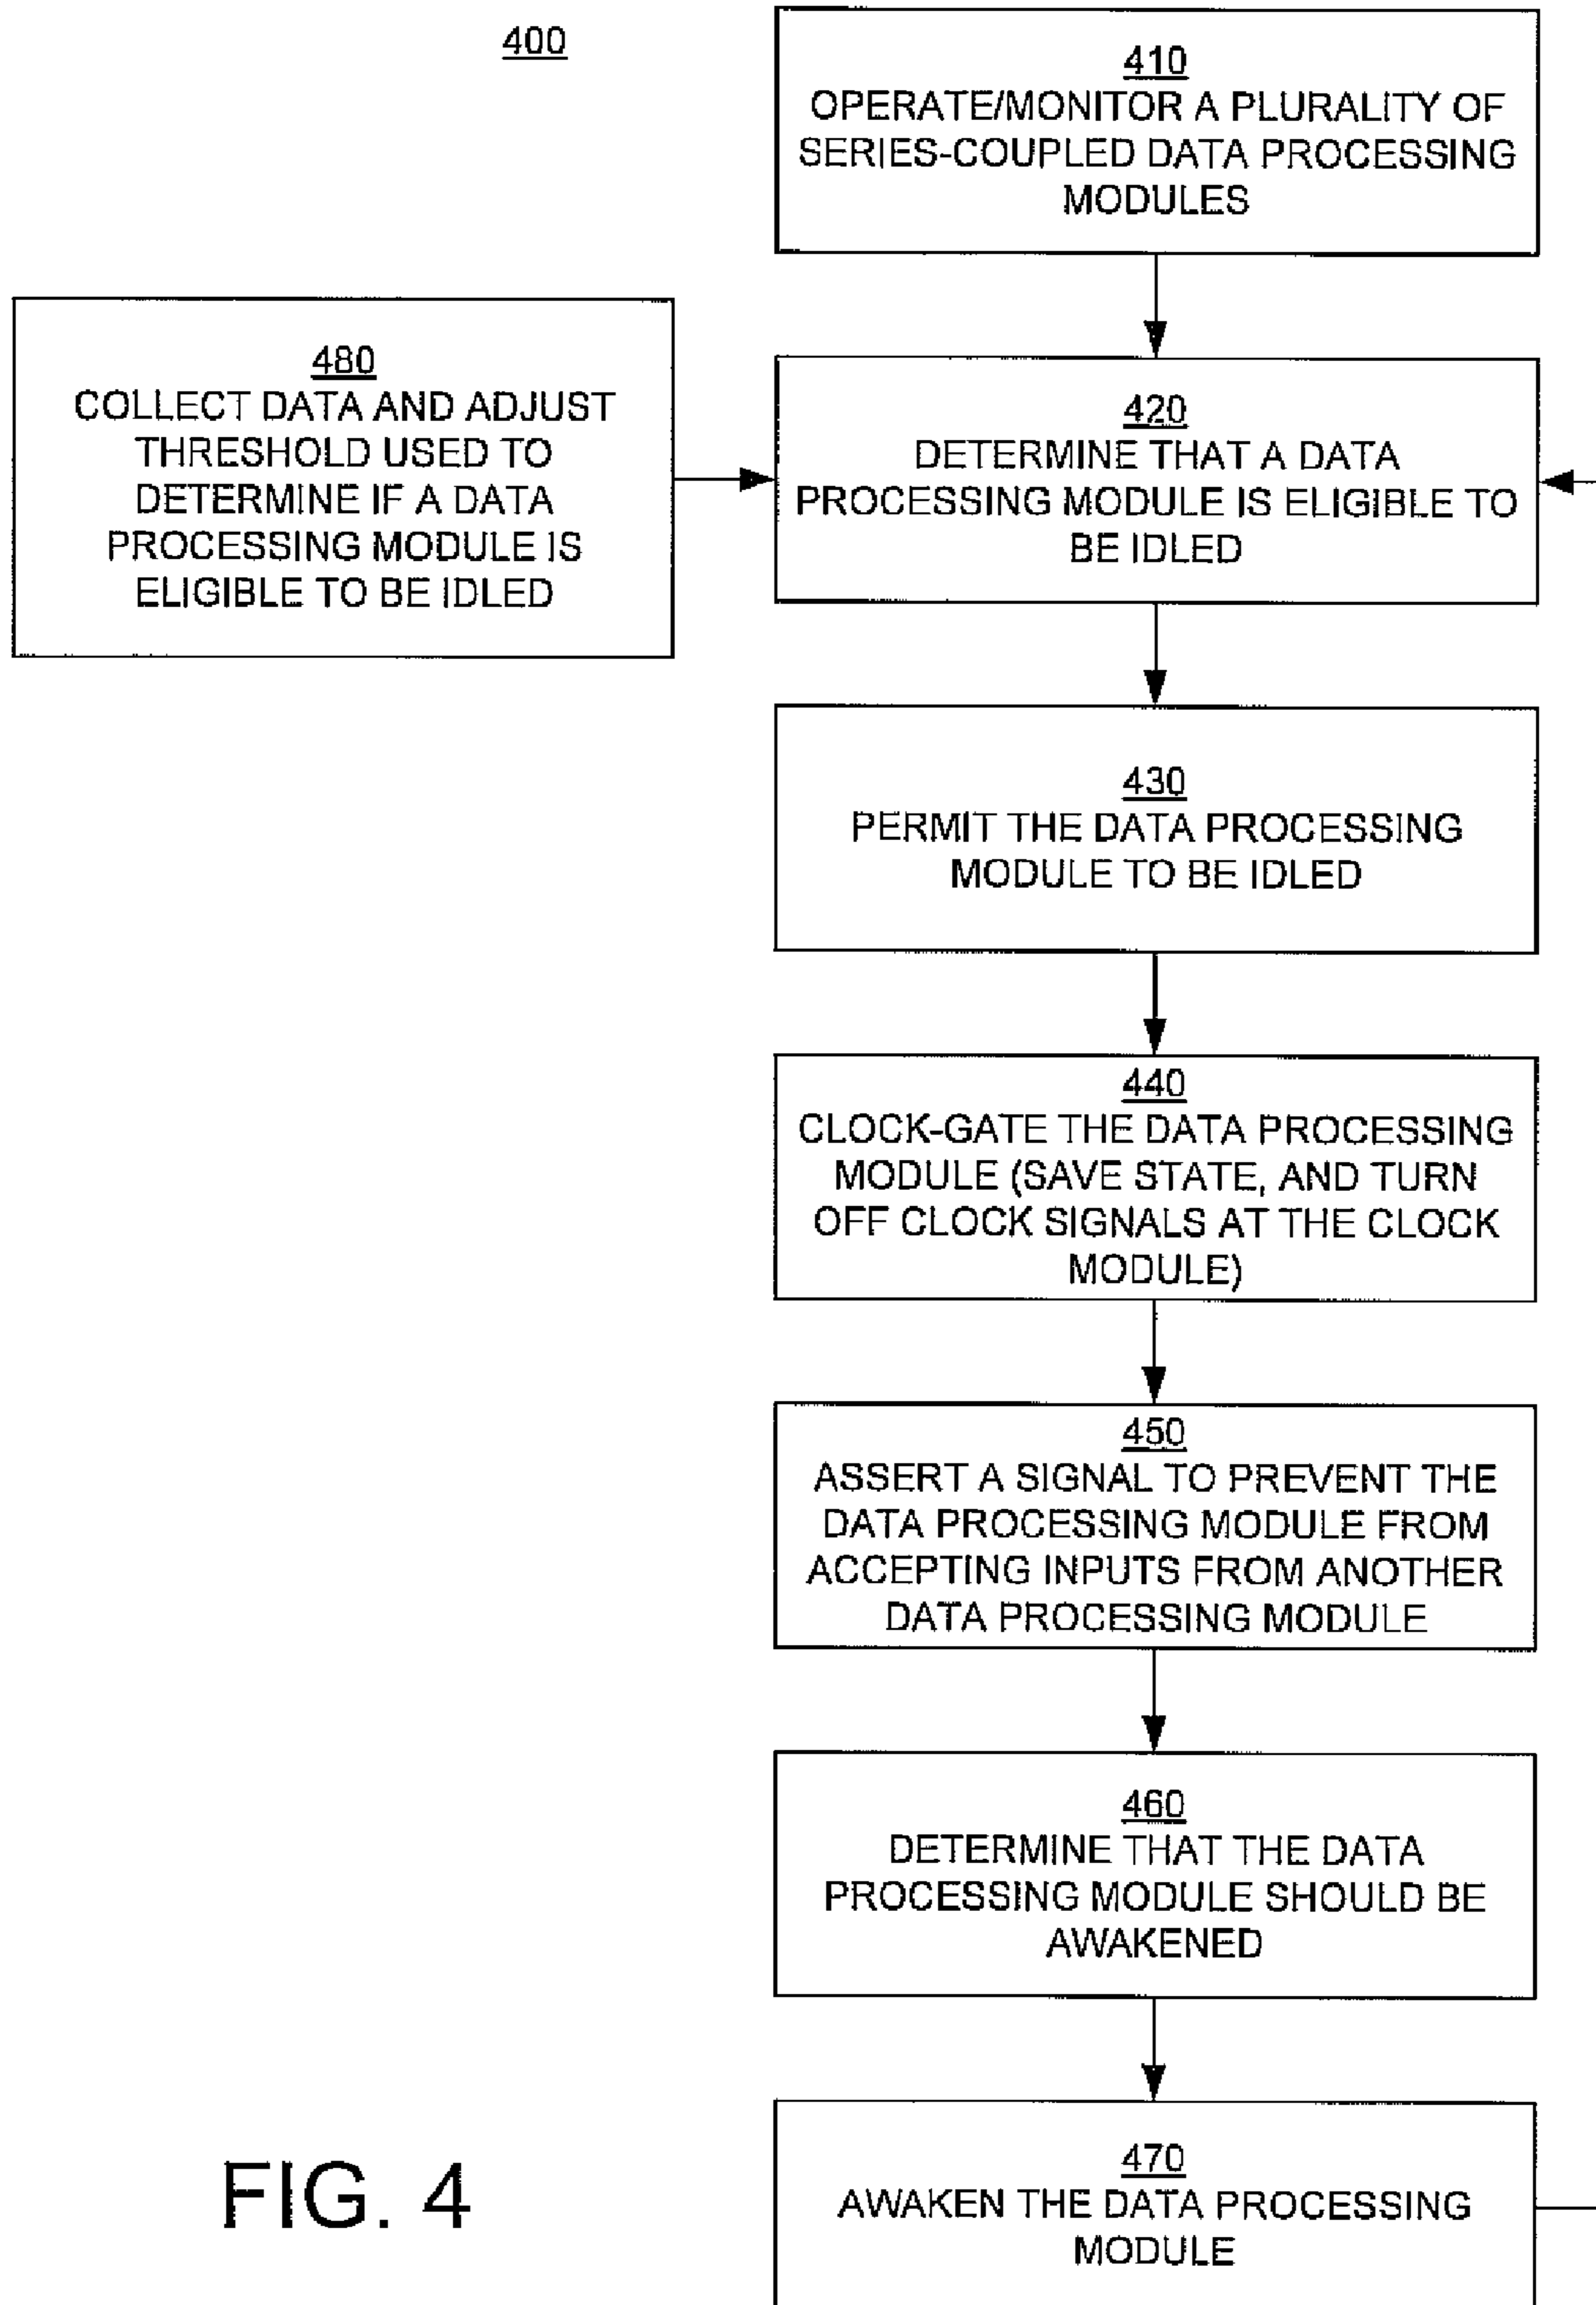 400
410
OPERATE/MONITOR A PLURALITY OF
SERIES-COUPLED DATA PROCESSING
MODULES
480
COLLECT DATA AND ADJUST
THRESHOLD USED TO
DETERMINE IF A DATA
PROCESSING MODULE IS
ELIGIBLE TO BE IDLED
420
DETERMINE THAT A DATA
PROCESSING MODULE IS ELIGIBLE TO
BE IDLED
430
PERMIT THE DATA PROCESSING
MODULE TO BE IDLED
440
CLOCK-GATE THE DATA PROCESSING
MODULE (SAVE STATE, AND TURN
OFF CLOCK SIGNALS AT THE CLOCK
MODULE)
450
ASSERT A SIGNAL TO PREVENT THE
DATA PROCESSING MODULE FROM
ACCEPTING INPUTS FROM ANOTHER
DATA PROCESSING MODULE
460
DETERMINE THAT THE DATA
PROCESSING MODULE SHOULD BE
AWAKENED
470
AWAKEN THE DATA PROCESSING
MODULE
FIG. 4